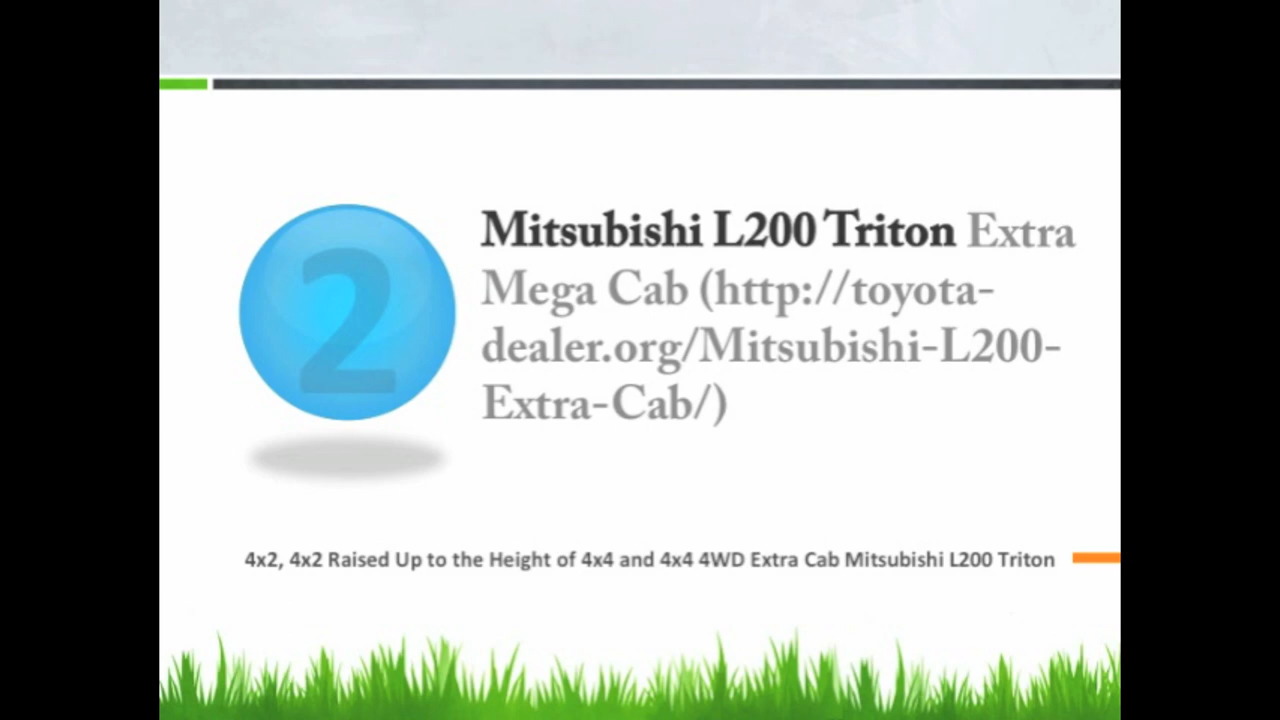 2
Mitsubishi L200 Triton Extra
Mega Cab (http://toyota-
dealer.org/Mitsubishi-L200-
Extra-Cab/)
4x2, 4x2 Raised Up to the Height of 4x4 and 4x4 4WD Extra Cab Mitsubishi L200 Triton